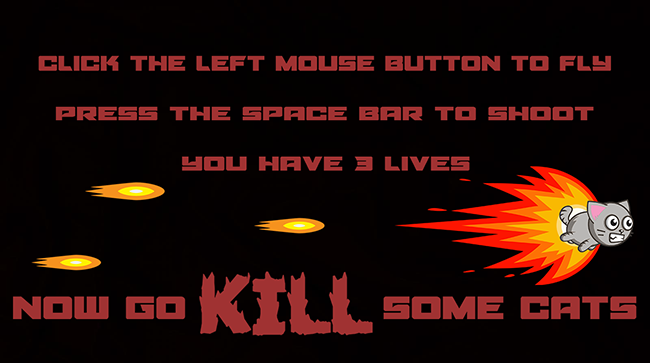 CLICK THE LEFT MOUSE BUTTON TO FLY
PRESS THE SPACE BAR TO SHOOT
YOU HAVE 3 LIVES
NOW GO KILL SOME CATS